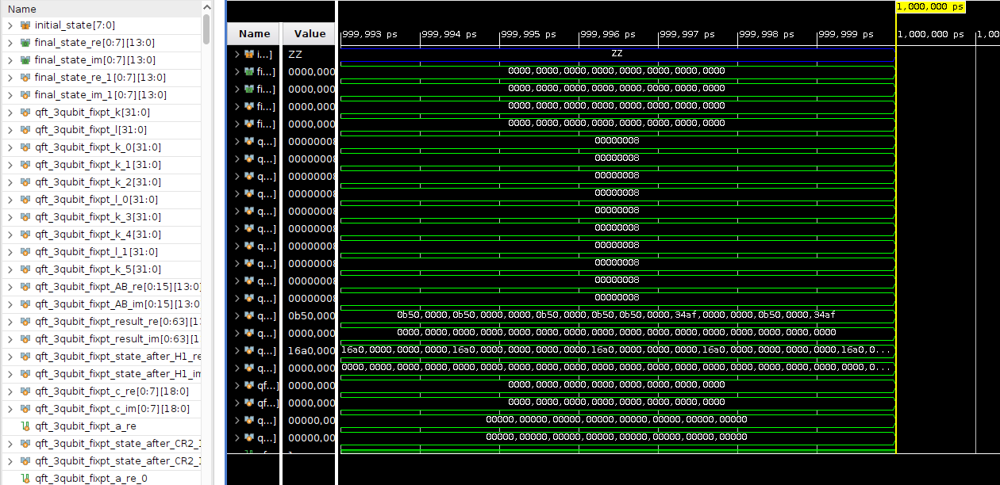 Name
initial_state[7:0]
final_state_re[0:7][13:0]
final_state_im[0:7][13:0]
final_state_re_1[0:7][13:0]
final_state_im_1[0:7][13:0]
qft_3qubit_fixpt_k[31:0]
qft_3qubit_fixpt_l[31:0]
qft_3qubit_fixpt_k_0[31:0]
qft_3qubit_fixpt_k_1[31:0]
qft_3qubit_fixpt_k_2[31:0]
qft_3qubit_fixpt_l_0[31:0]
qft_3qubit_fixpt_k_3[31:0]
qft_3qubit_fixpt_k_4[31:0]
qft_3qubit_fixpt_l_1[31:0]
qft_3qubit_fixpt_k_5[31:0]
qft_3qubit_fixpt_AB_re[0:15][13:0]
qft_3qubit_fixpt_AB_im[0:15][13:0
qft_3qubit_fixpt_result_re[0:63][1
qft_3qubit_fixpt_result_im[0:63][1
qft_3qubit_fixpt_state_after_H1_re
qft_3qubit_fixpt_state_after_H1_im
qft_3qubit_fixpt_c_re[0:7][18:0]
qft_3qubit_fixpt_c_im[0:7][18:0]
qft_3qubit_fixpt_a_re
qft_3qubit_fixpt_state_after_CR2_
qft_3qubit_fixpt_state_after_CR2_
qft_3qubit_fixpt_a_re_0
1,000,000 ps
Name Value 999,993 ps 999,994 ps 999,995 ps 999,996 ps 999,997 ps 999,998 ps 999,999 ps 1,000,000 ps 1,00
i...] ZZ ZZ
fi...] 0000,000 0000,0000,0000,0000,0000,0000,0000,0000
fi...] 0000,000 0000,0000,0000,0000,0000,0000,0000,0000
fi...] 0000,000 0000,0000,0000,0000,0000,0000,0000,0000
fi...] 0000,000 0000,0000,0000,0000,0000,0000,0000,0000
q...] 00000008 00000008
q...] 00000008 00000008
q...] 00000008 00000008
q...] 00000008 00000008
q...] 00000008 00000008
q...] 00000008 00000008
q...] 00000008 00000008
q...] 00000008 00000008
q...] 00000008 00000008
q...] 00000008 00000008
q...] 0b50,000 0b50,0000,0b50,0000,0000,0b50,0000,0b50,0b50,0000,34af,0000,0000,0b50,0000,34af
q...] 0000,000 0000,0000,0000,0000,0000,0000,0000,0000,0000,0000,0000,0000,0000,0000,0000,0000
q...] 16a0,000 16a0,0000,0000,0000,16a0,0000,0000,0000,0000,16a0,0000,0000,0000,16a0,0000,0000,0000,0000,16a0,0...
q...] 0000,000 0000,0000,0000,0000,0000,0000,0000,0000,0000,0000,0000,0000,0000,0000,0000,0000,0000,0000,0000,0...
qf...] 0000,000 0000,0000,0000,0000,0000,0000,0000,0000
qf...] 0000,000 0000,0000,0000,0000,0000,0000,0000,0000
q...] 00000,00 00000,00000,00000,00000,00000,00000,00000,00000
q...] 00000,00 00000,00000,00000,00000,00000,00000,00000,00000